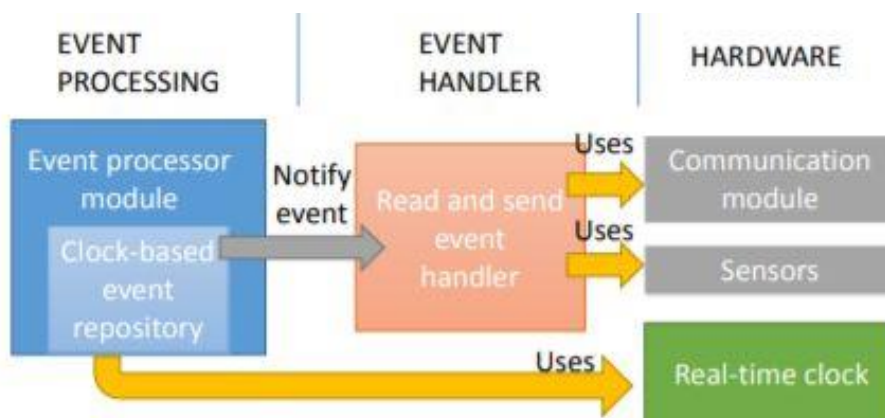 EVENT
PROCESSING
EVENT
HANDLER
HARDWARE
Event processor
module
Clock-based
event
repository
Notify
event
Read and send
event
handler
Uses
Uses
Uses
Communication
module
Sensors
Real-time clock